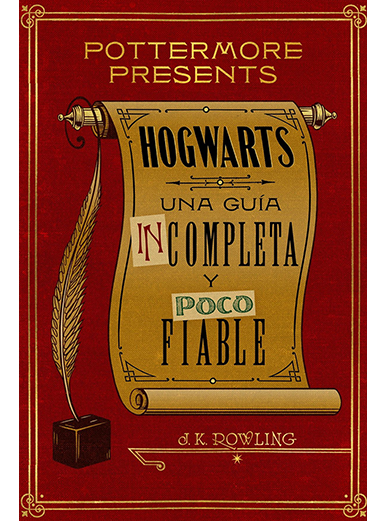 POTTERMORE
PRESENTS
HOGWARTS
UNA GUÍA
INCOMPLETA
Y
POCO
FIABLE
J. K. ROWLING